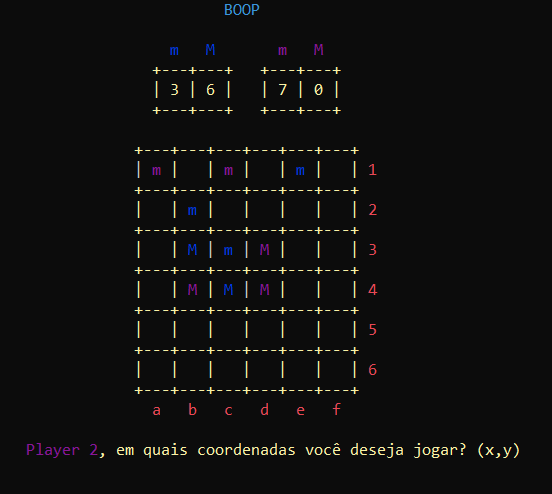 BOOP
m M m M
+---+---+ +---+---+
| 3 | 6 | | 7 | 0 |
+---+---+ +---+---+
+---+---+---+---+---+---+
| m |   | m |   | m |   | 1
+---+---+---+---+---+---+
|   | m |   |   |   |   | 2
+---+---+---+---+---+---+
|   | M | m | M |   |   | 3
+---+---+---+---+---+---+
|   | M | M | M |   |   | 4
+---+---+---+---+---+---+
|   |   |   |   |   |   | 5
+---+---+---+---+---+---+
|   |   |   |   |   |   | 6
+---+---+---+---+---+---+
a b c d e f
Player 2, em quais coordenadas você deseja jogar? (x,y)